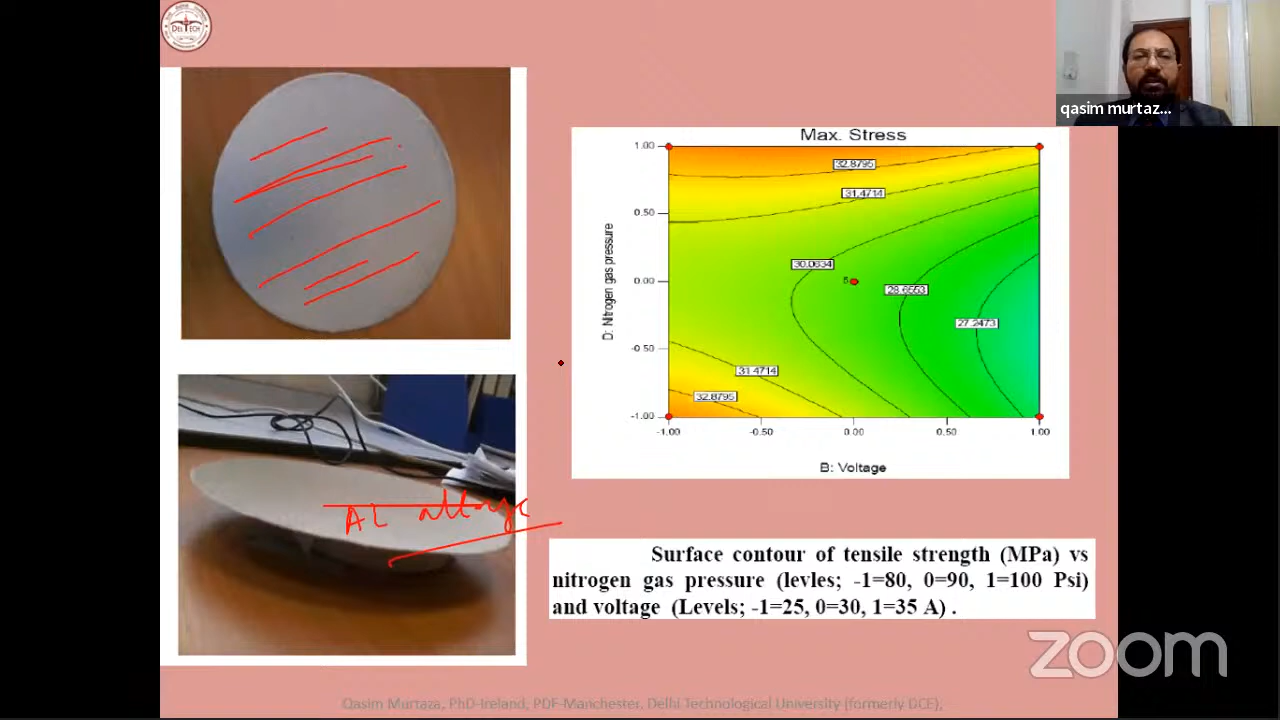 DELTECH
qasim murtaz...
Max. Stress
1.00
0.50
0.00
-0.50
-1.00
D: Nitrogen gas pressure
32.8795
31.4714
30.0634
5
28.6553
27.2473
31.4714
32.8795
-1.00 -0.50 0.00 0.50 1.00
B: Voltage
Al alloys
Surface contour of tensile strength (MPa) vs
nitrogen gas pressure (levles; -1=80, 0=90, 1=100 Psi)
and voltage (Levels; -1=25, 0=30, 1=35 A) .
zoom
Qasim Murtaza, PhD-Ireland, PDF-Manchester, Delhi Technological University (formerly DCE),